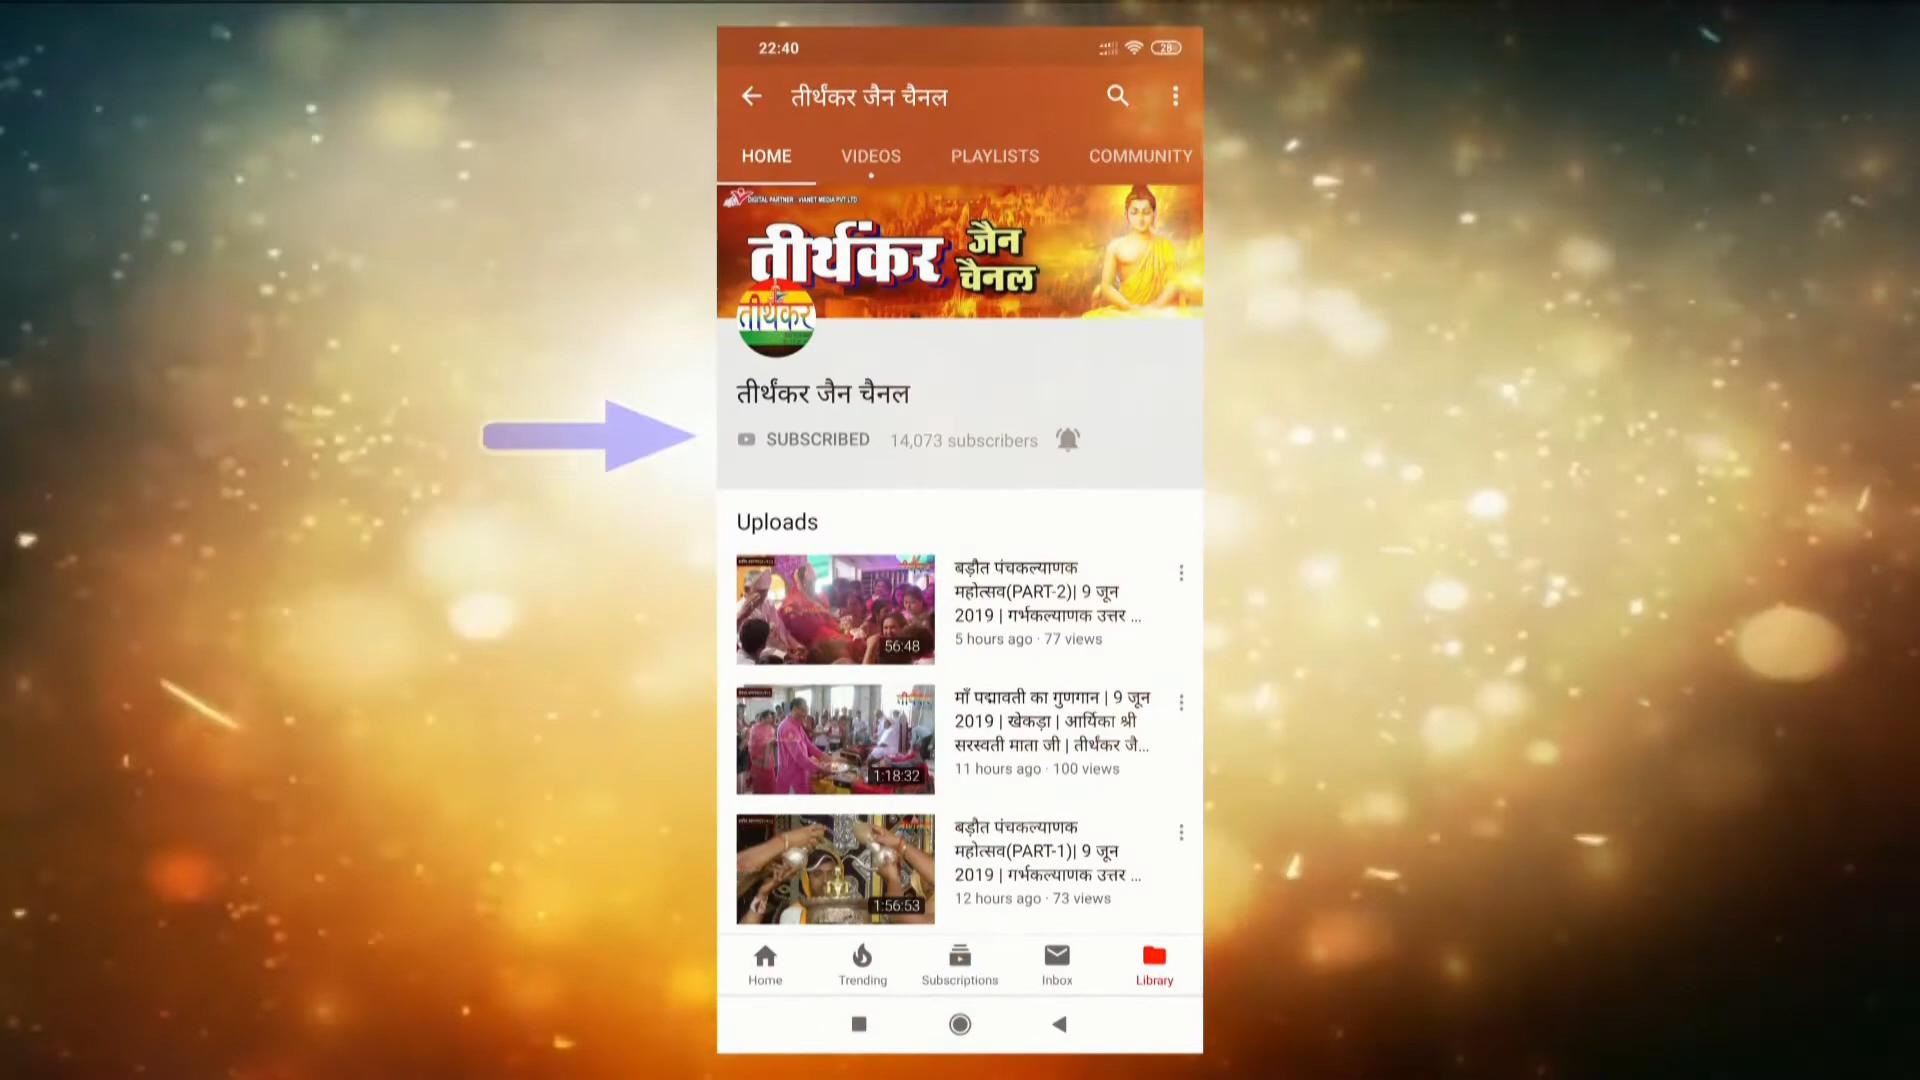 22:40
28
तीर्थंकर जैन चैनल
HOME VIDEOS PLAYLISTS COMMUNITY
DIGITAL PARTNER VIANET MEDIA PVT LTD
तीर्थंकर जैन चैनल
तीर्थंकर
तीर्थंकर जैन चैनल
SUBSCRIBED 14,073 subscribers
Uploads
बड़ौत पंचकल्याणक
महोत्सव(PART-2)| 9 जून
2019 | गर्भकल्याणक उत्तर ...
5 hours ago · 77 views
56:48
माँ पद्मावती का गुणगान | 9 जून
2019 | खेकड़ा | आर्यिका श्री
सरस्वती माता जी | तीर्थंकर जै...
11 hours ago · 100 views
1:18:32
बड़ौत पंचकल्याणक
महोत्सव(PART-1)| 9 जून
2019 | गर्भकल्याणक उत्तर ...
12 hours ago · 73 views
1:56:53
Home Trending Subscriptions Inbox Library